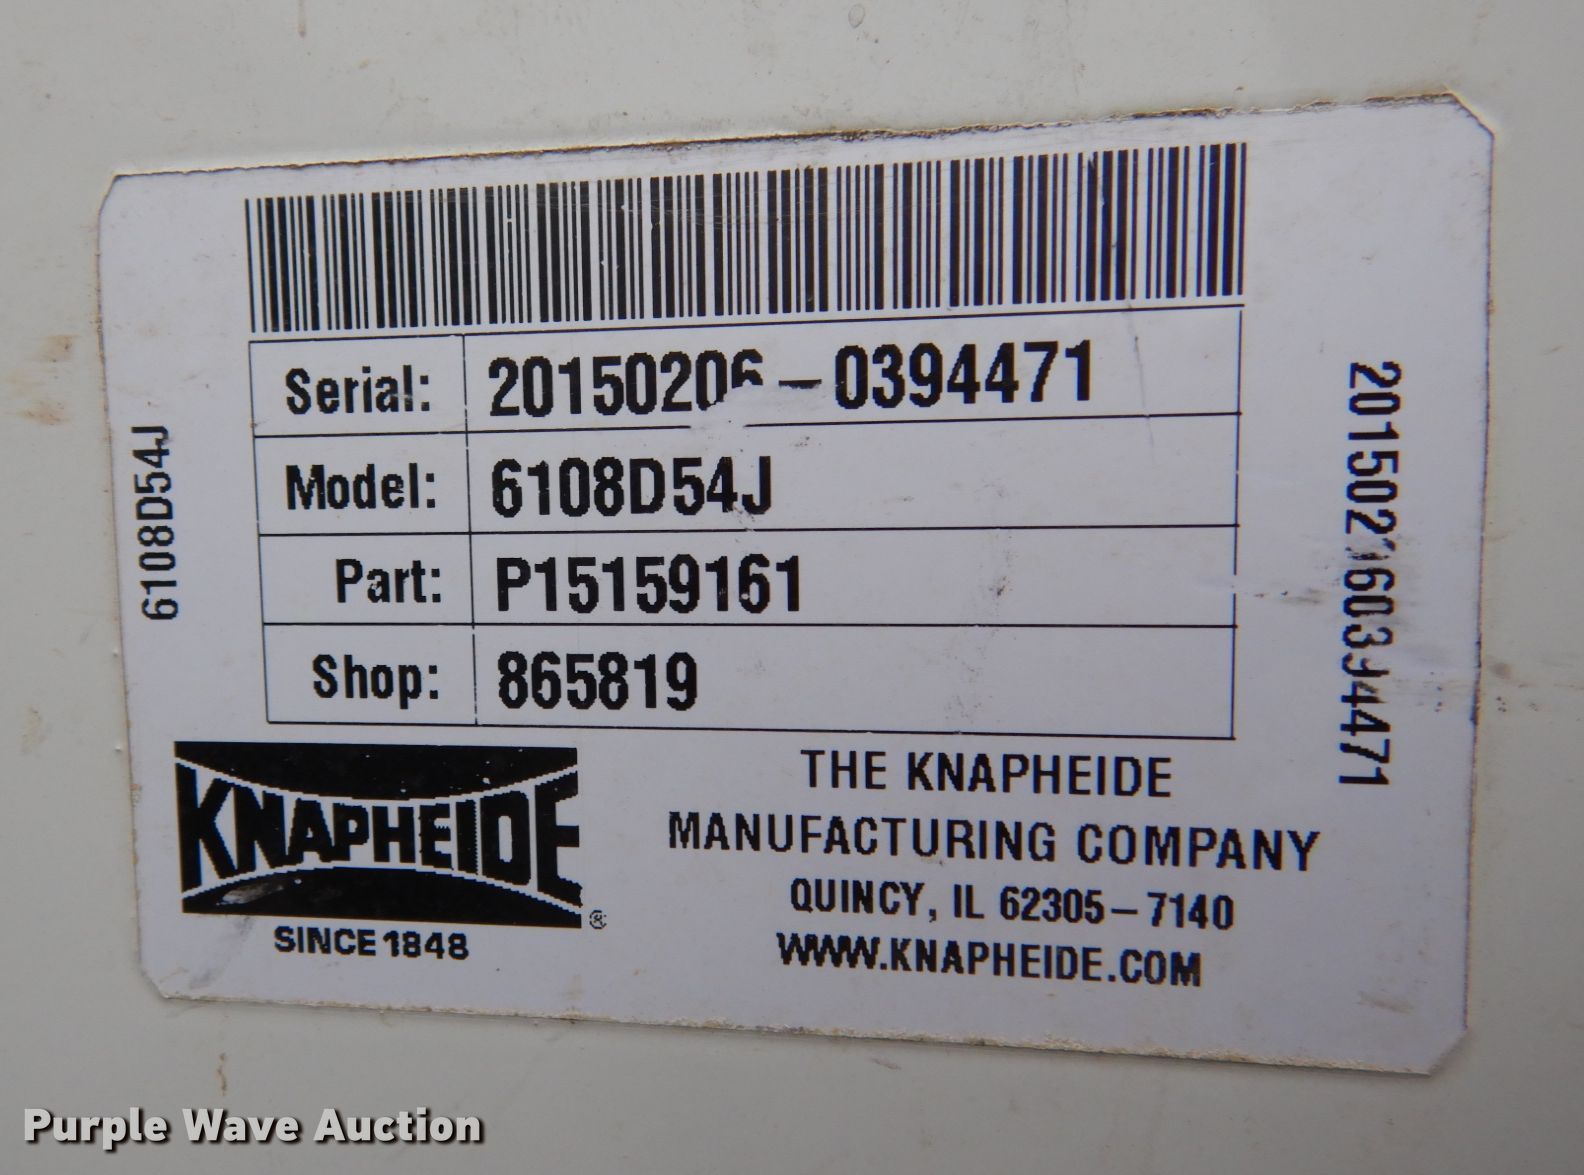 Serial: 20150206-0394471
Model: 6108D54J
Part: P15159161
Shop: 865819
6108D54J
KNAPHEIDE®
SINCE 1848
THE KNAPHEIDE
MANUFACTURING COMPANY
QUINCY, IL 62305-7140
WWW.KNAPHEIDE.COM
Purple Wave Auction